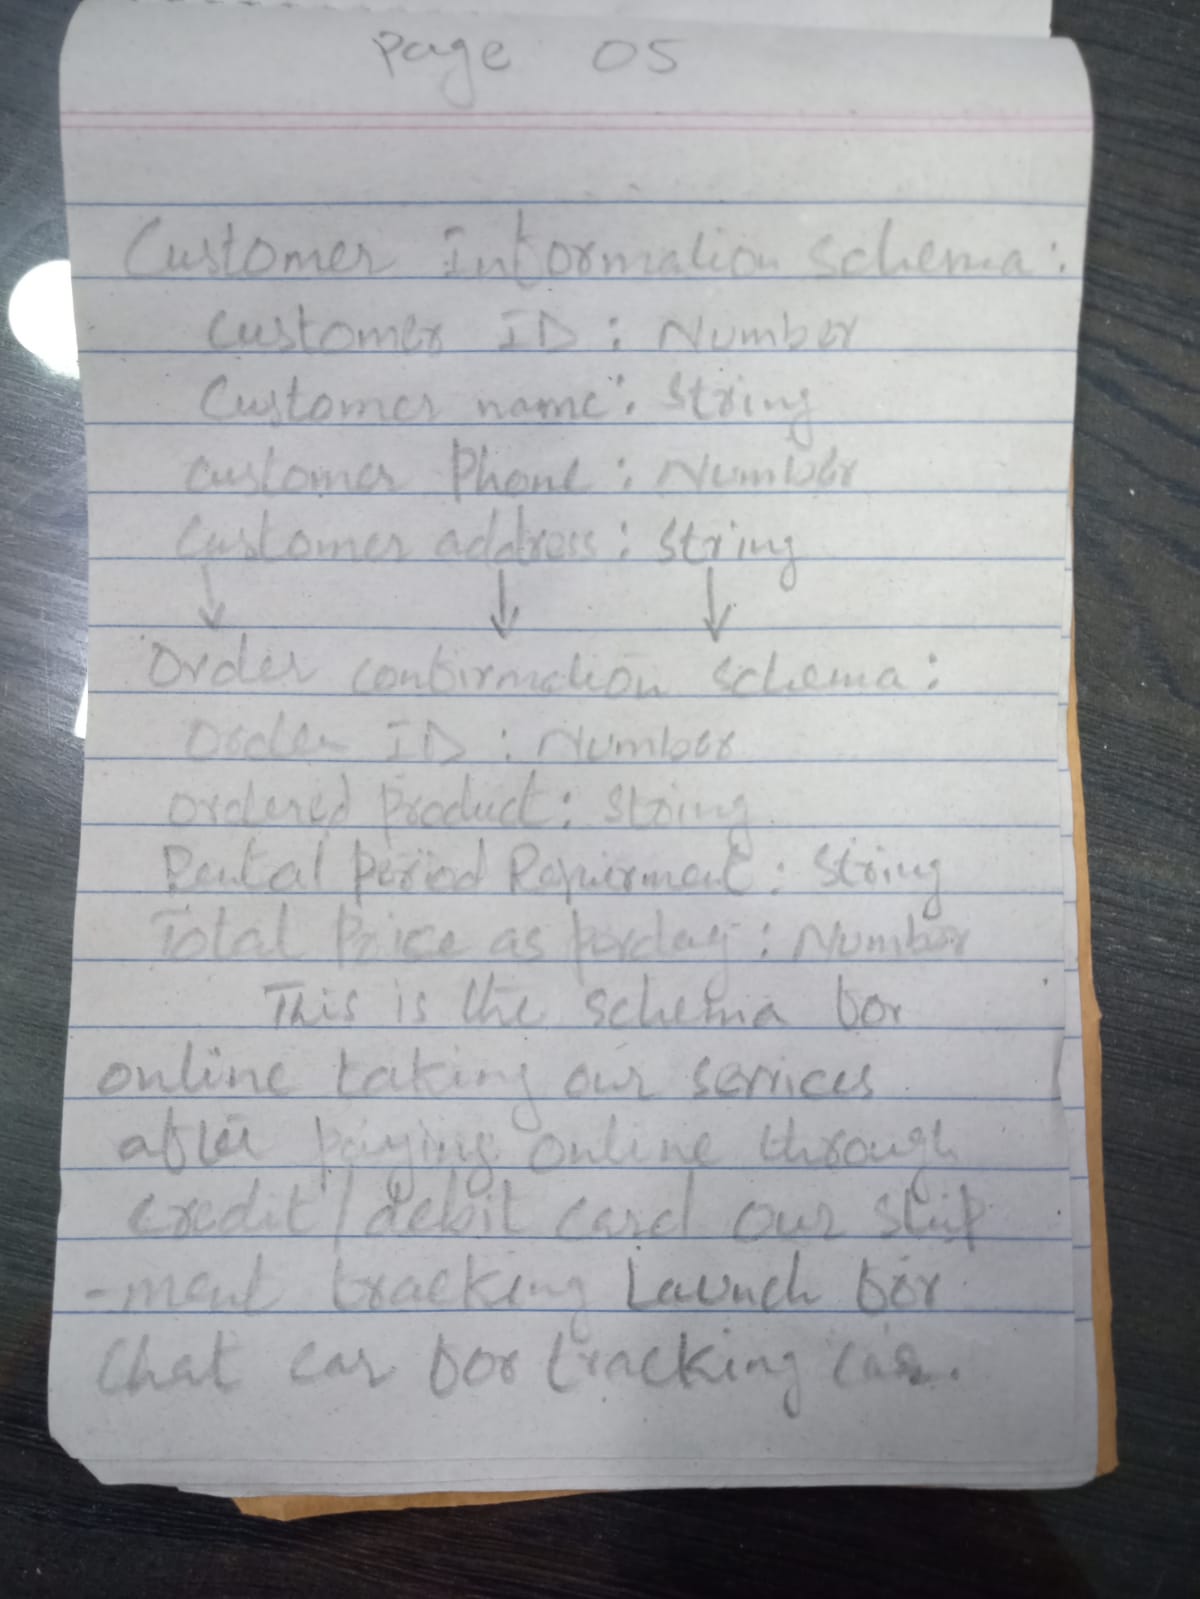 Page 05
Customer Information Schema:
Customer ID : Number
Customer name : String
Customer Phone : Number
Customer address : String
↓ ↓ ↓
Order confirmation schema :
Order ID : Number
Ordered Product : String
Rental Period Requirment : String
Total Price as perday : Number
This is the schema for
online taking our services
after paying online through
credit/debit card our ship
-ment tracking Launch for
that car for tracking car.